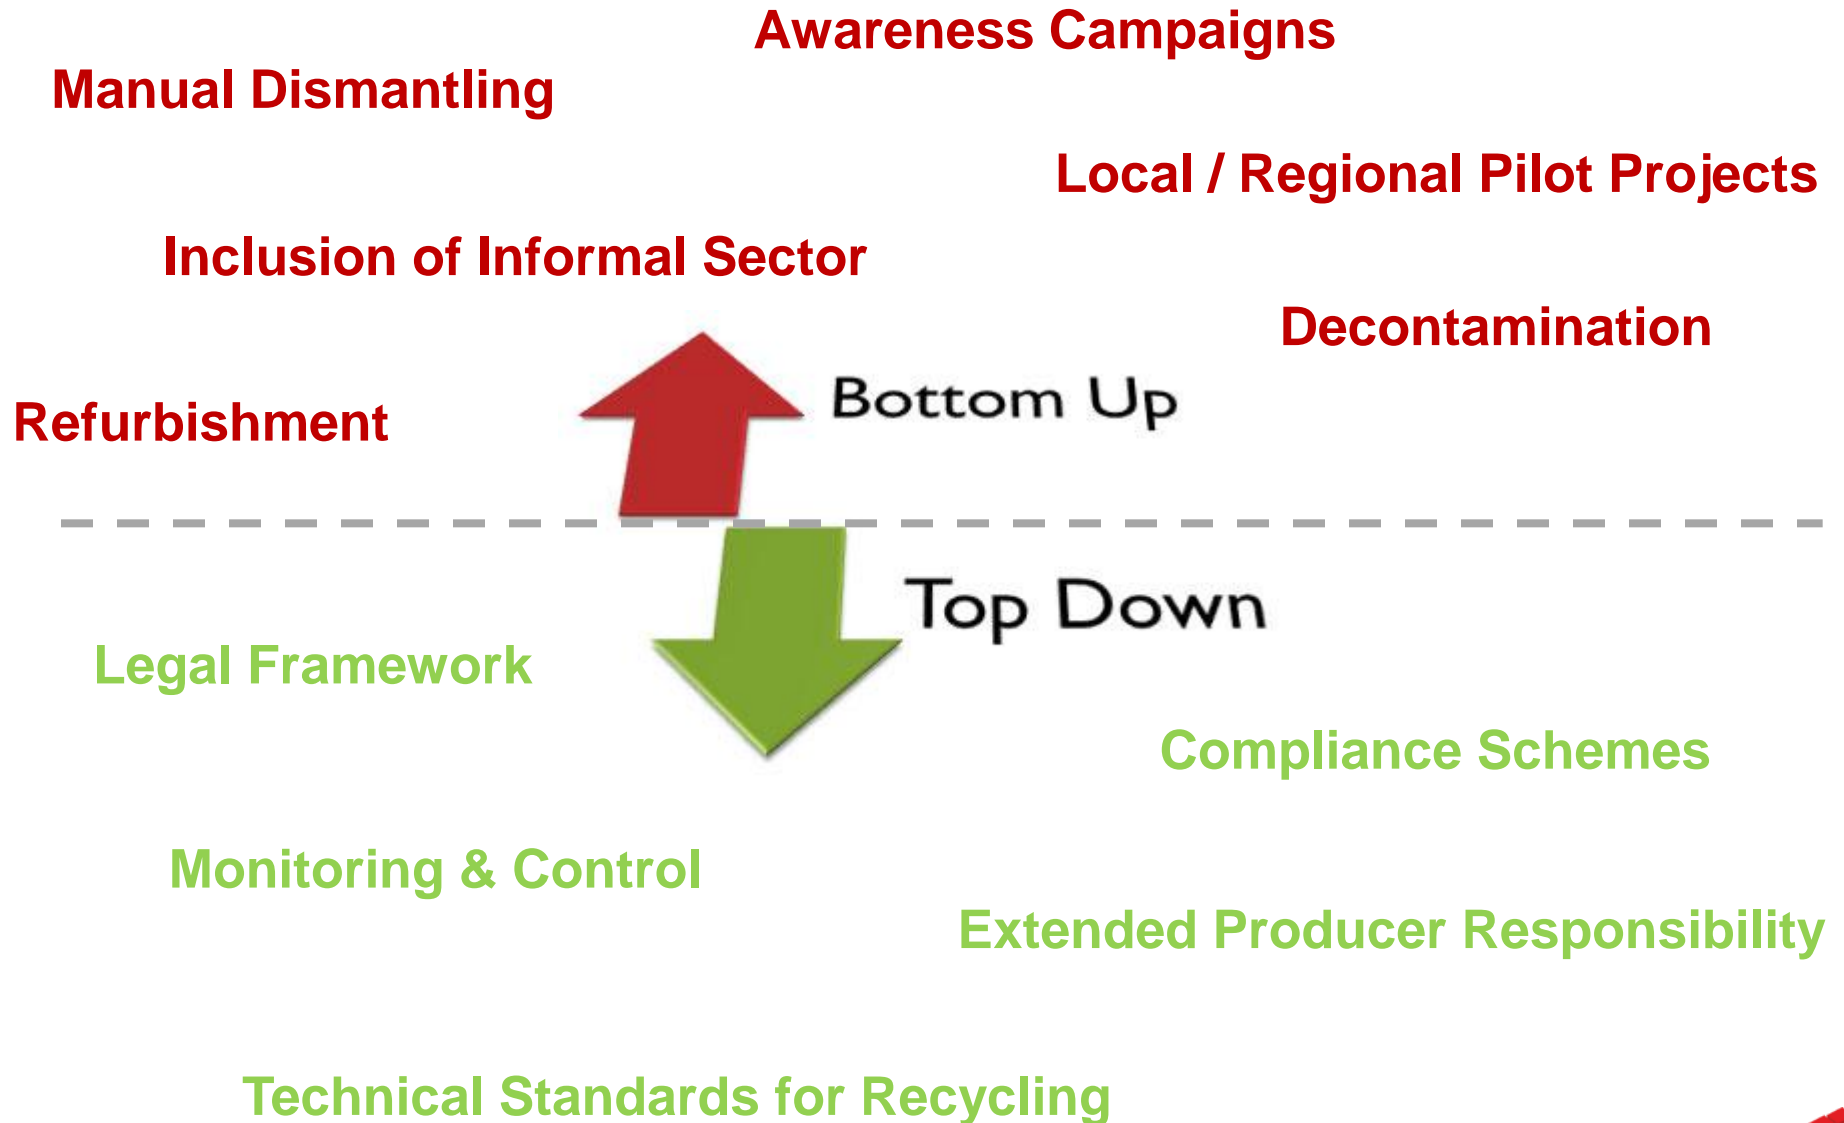 Awareness Campaigns
Manual Dismantling
Local / Regional Pilot Projects
Inclusion of Informal Sector
Decontamination
Bottom Up
Refurbishment
Top Down
Legal Framework
Compliance Schemes
Monitoring & Control
Extended Producer Responsibility
Technical Standards for Recycling